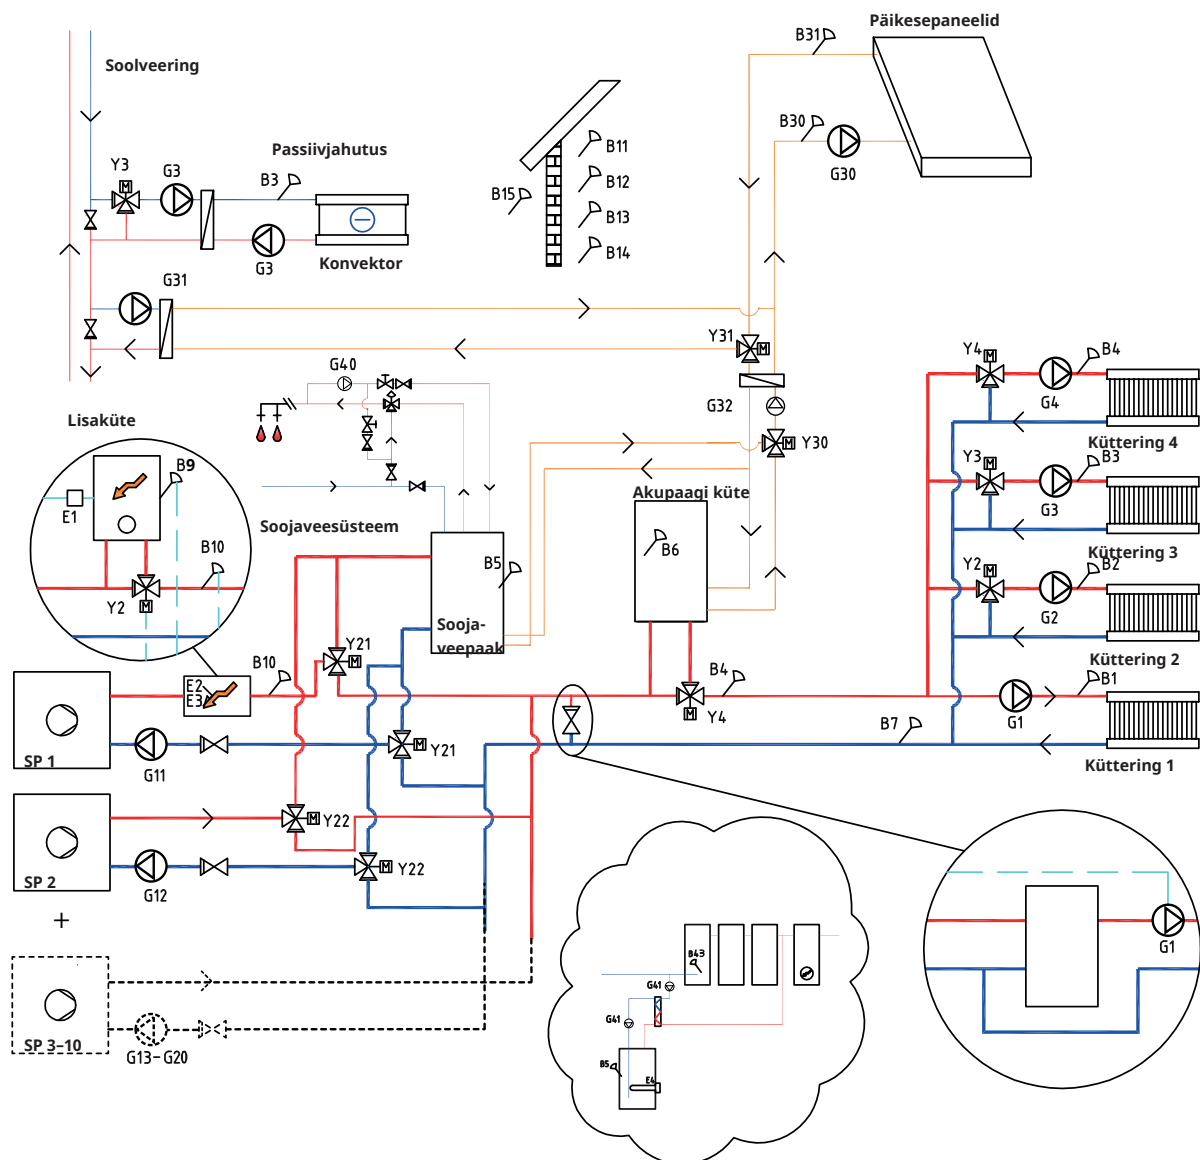 Päikesepaneelid
B31
Soolveering
B30
G30
Passiivjahutus
Y3
G3
B3
G3
Konvektor
B11
B12
B15
B13
B14
G31
Y31
G32
Y30
G40
Lisaküte
B9
E1
B10
Y2
Soojaveesüsteem
B5
Sooja-
veepaak
Akupaagi küte
B6
Y4
B4
G4
Küttering 4
Y3
B3
G3
Küttering 3
Y2
B2
G2
Küttering 2
B1
G1
Küttering 1
E2
E3
B10
Y21
B4
Y4
B7
SP 1
G11
Y21
SP 2
G12
Y22
Y22
+
SP 3–10
G13–G20
B43
G41
G41
B5
E4
G1